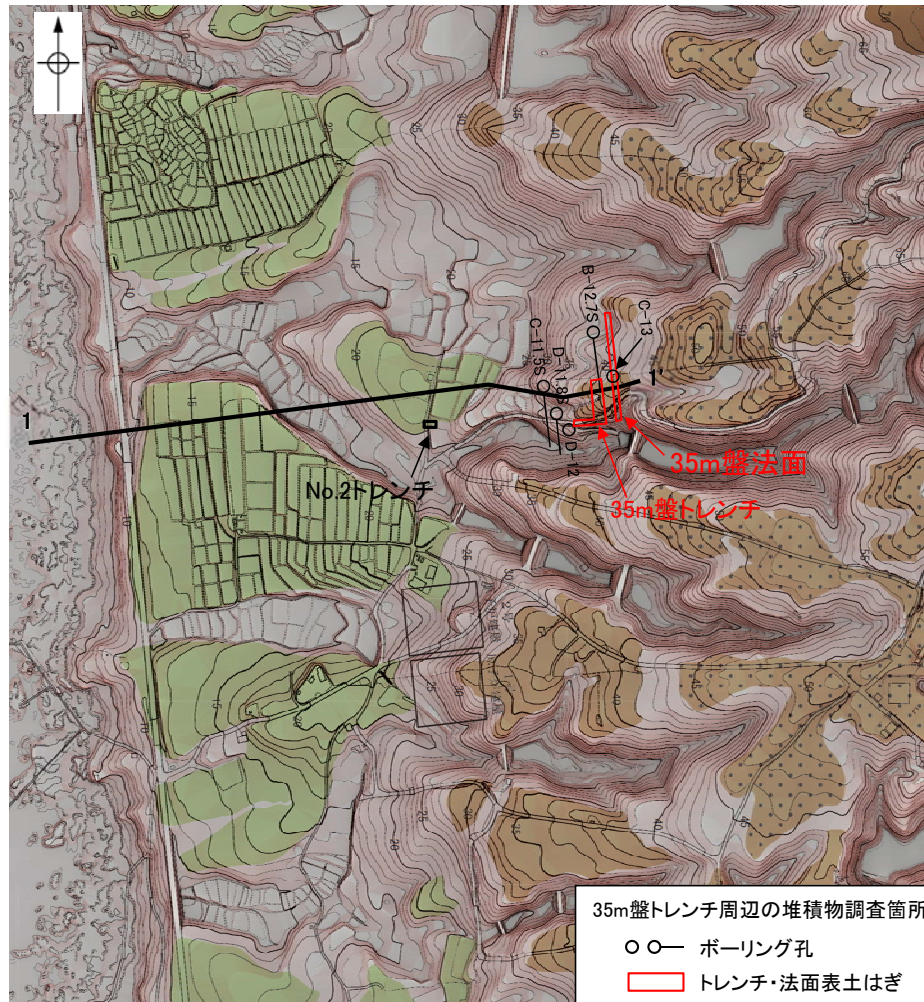 B-12.7S
C-13
C-11.5S
D-11.8S
D-12
1
1'
35m盤法面
No.2トレンチ
35m盤トレンチ
35m盤トレンチ周辺の堆積物調査箇所
ボーリング孔
トレンチ・法面表土はぎ